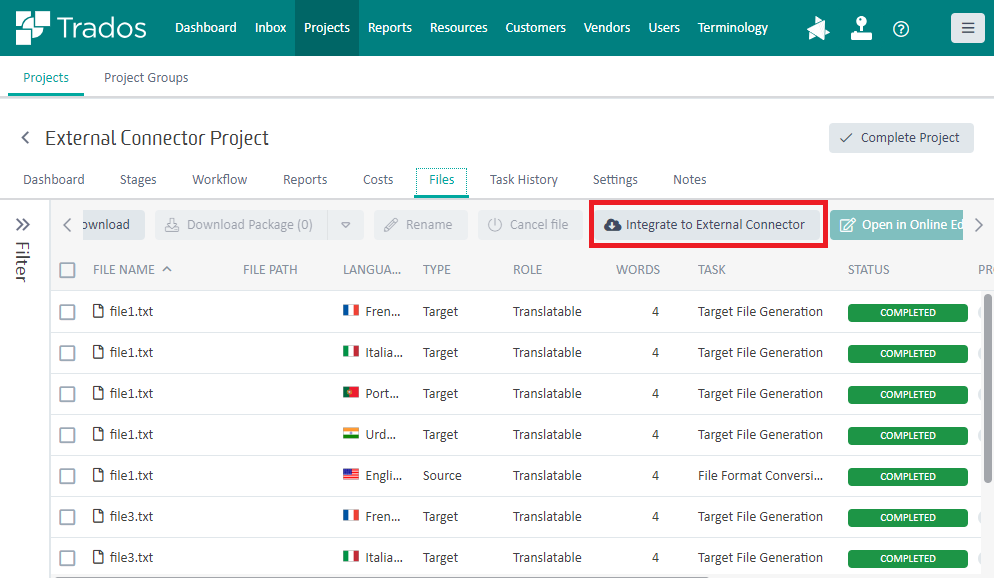 Trados Dashboard Inbox Projects Reports Resources Customers Vendors Users Terminology
Projects Project Groups
External Connector Project Complete Project
Dashboard Stages Workflow Reports Costs Files Task History Settings Notes
Filter
ownload Download Package (0) Rename Cancel file Integrate to External Connector Open in Online Ed
FILE NAME FILE PATH LANGUA... TYPE ROLE WORDS TASK STATUS PR
file1.txt Fren... Target Translatable 4 Target File Generation COMPLETED
file1.txt Italia... Target Translatable 4 Target File Generation COMPLETED
file1.txt Port... Target Translatable 4 Target File Generation COMPLETED
file1.txt Urd... Target Translatable 4 Target File Generation COMPLETED
file1.txt Engli... Source Translatable 4 File Format Conversi... COMPLETED
file3.txt Fren... Target Translatable 4 Target File Generation COMPLETED
file3.txt Italia... Target Translatable 4 Target File Generation COMPLETED